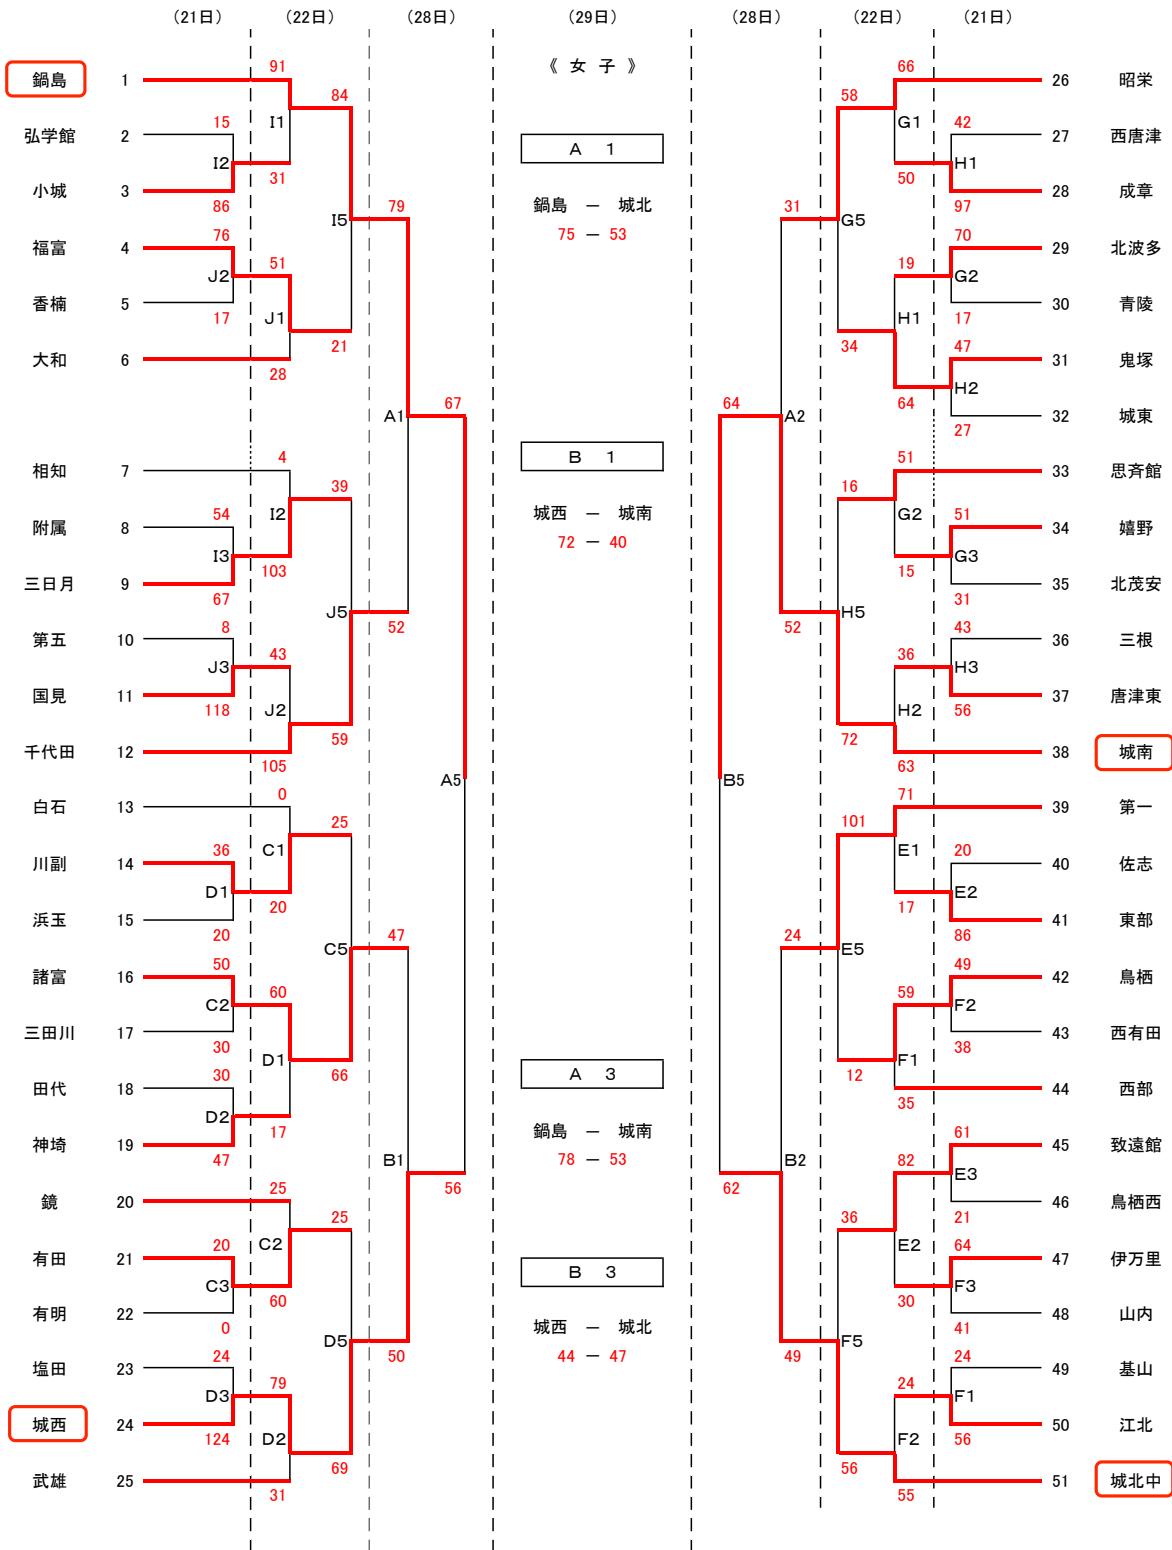 (21日) (22日) (28日) (29日) (28日) (22日) (21日)
《 女 子 》
91 66
鍋島 1 26 昭栄
84 58
15 I1 G1 42
弘学館 2 27 西唐津
A 1
I2 H1
31 50
小城 3 28 成章
86 97
79 鍋島 — 城北 31
I5 G5
76 75 — 53 70
福富 4 29 北波多
51 19
J2 G2
香楠 5 30 青陵
17 J1 H1 17
21 34 47
大和 6 31 鬼塚
28
H2
67 64 64
A1 A2 城東 32
27
B 1
4 51
相知 7 33 思斉館
39 16
54 I2 城西 — 城南 G2 51
附属 8 34 嬉野
72 — 40
I3 G3
103 15
三日月 9 35 北茂安
67 31
J5 H5
8 52 52 43
第五 10 36 三根
43 36
J3 H3
国見 11 37 唐津東
118 J2 H2 56
59 72
千代田 12 38 城南
105 63
A5 B5
0 71
白石 13 39 第一
25 101
36 C1 E1 20
川副 14 40 佐志
D1 E2
20 17
浜玉 15 41 東部
20 86
47 24
C5 E5
50 49
諸富 16 42 鳥栖
60 59
C2 F2
三田川 17 43 西有田
30 D1 F1 38
30 66 A 3 12
田代 18 44 西部
35
D2
17 鍋島 — 城南 61
神埼 19 45 致遠館
47 78 — 53
B1 B2
56 62 82 E3
25
鏡 20 46 鳥栖西
25 36 21
20 C2 E2 64
有田 21 47 伊万里
B 3
C3 F3
60 30
有明 22 48 山内
0 41
城西 — 城北
D5 F5
24 50 44 — 47 49 24
塩田 23 49 基山
79 24
D3 F1
城西 24 50 江北
124 D2 F2 56
69 56
武雄 25 51 城北中
31 55